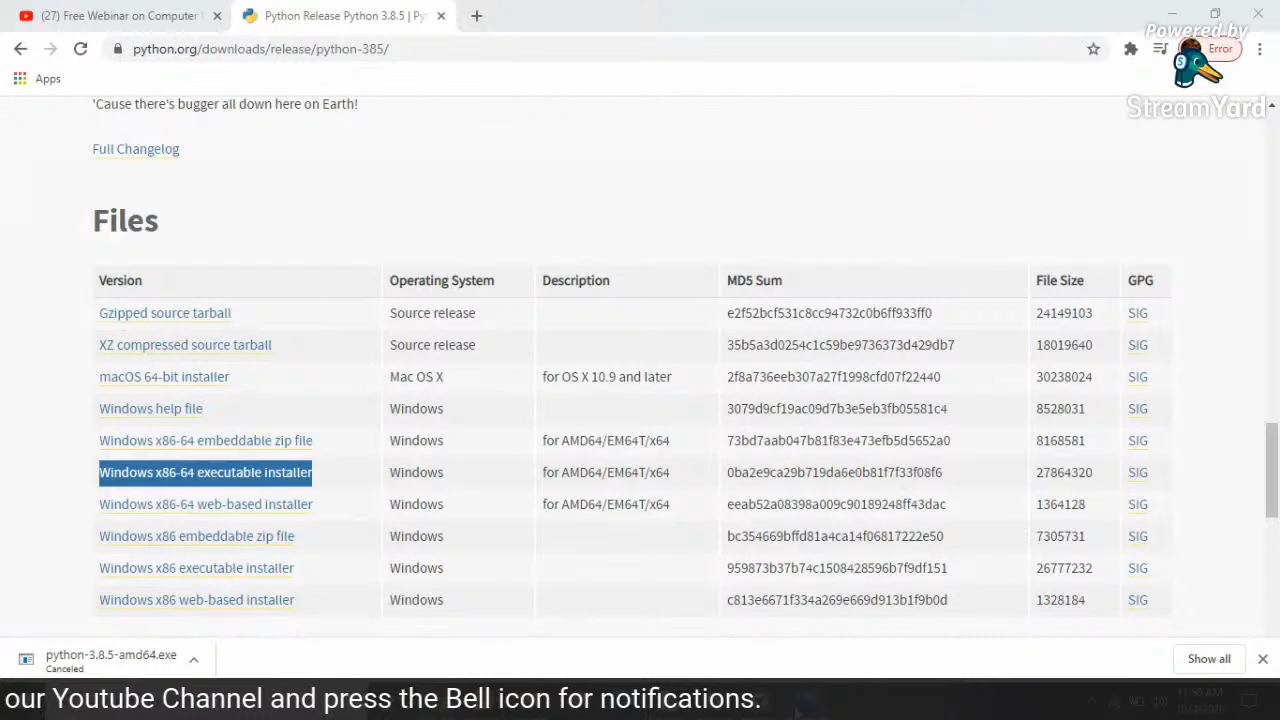 (27) Free Webinar on Computer
Python Release Python 3.8.5 | Py
python.org/downloads/release/python-385/
Error
Powered by
StreamYard
Apps
'Cause there's bugger all down here on Earth!
Full Changelog
Files
Version Operating System Description MD5 Sum File Size GPG
Gzipped source tarball Source release e2f52bcf531c8cc94732c0b6ff933ff0 24149103 SIG
XZ compressed source tarball Source release 35b5a3d0254c1c59be9736373d429db7 18019640 SIG
macOS 64-bit installer Mac OS X for OS X 10.9 and later 2f8a736eeb307a27f1998cfd07f22440 30238024 SIG
Windows help file Windows 3079d9cf19ac09d7b3e5eb3fb05581c4 8528031 SIG
Windows x86-64 embeddable zip file Windows for AMD64/EM64T/x64 73bd7aab047b81f83e473efb5d5652a0 8168581 SIG
Windows x86-64 executable installer Windows for AMD64/EM64T/x64 0ba2e9ca29b719da6e0b81f7f33f08f6 27864320 SIG
Windows x86-64 web-based installer Windows for AMD64/EM64T/x64 eeab52a08398a009c90189248ff43dac 1364128 SIG
Windows x86 embeddable zip file Windows bc354669bffd81a4ca14f06817222e50 7305731 SIG
Windows x86 executable installer Windows 959873b37b74c1508428596b7f9df151 26777232 SIG
Windows x86 web-based installer Windows c813e6671f334a269e669d913b1f9b0d 1328184 SIG
python-3.8.5-amd64.exe
Canceled
Show all
our Youtube Channel and press the Bell icon for notifications.